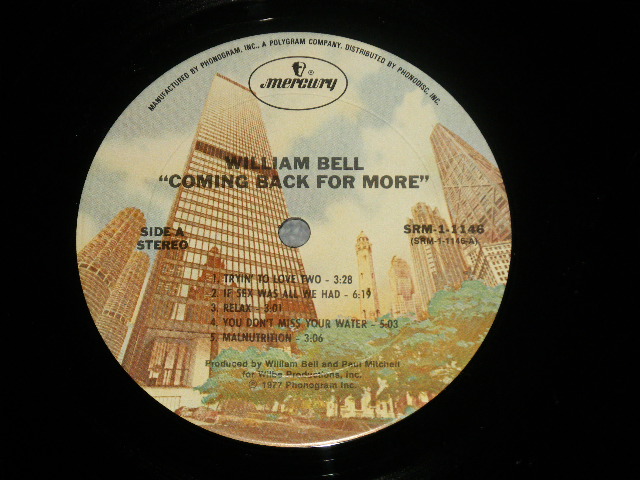 MANUFACTURED BY PHONOGRAM, INC., A POLYGRAM COMPANY, DISTRIBUTED BY PHONODISC, INC.
® mercury
WILLIAM BELL
"COMING BACK FOR MORE"
SIDE A
STEREO
SRM-1-1146
(SRM-1-1146-A)
1. TRYIN' TO LOVE TWO - 3:28
2. IF SEX WAS ALL WE HAD - 6:19
3. RELAX - 3:01
4. YOU DON'T MISS YOUR WATER - 5:03
5. MALNUTRITION - 3:06
Produced by William Bell and Paul Mitchell
for Wilbe Productions, Inc.
℗ 1977 Phonogram Inc.